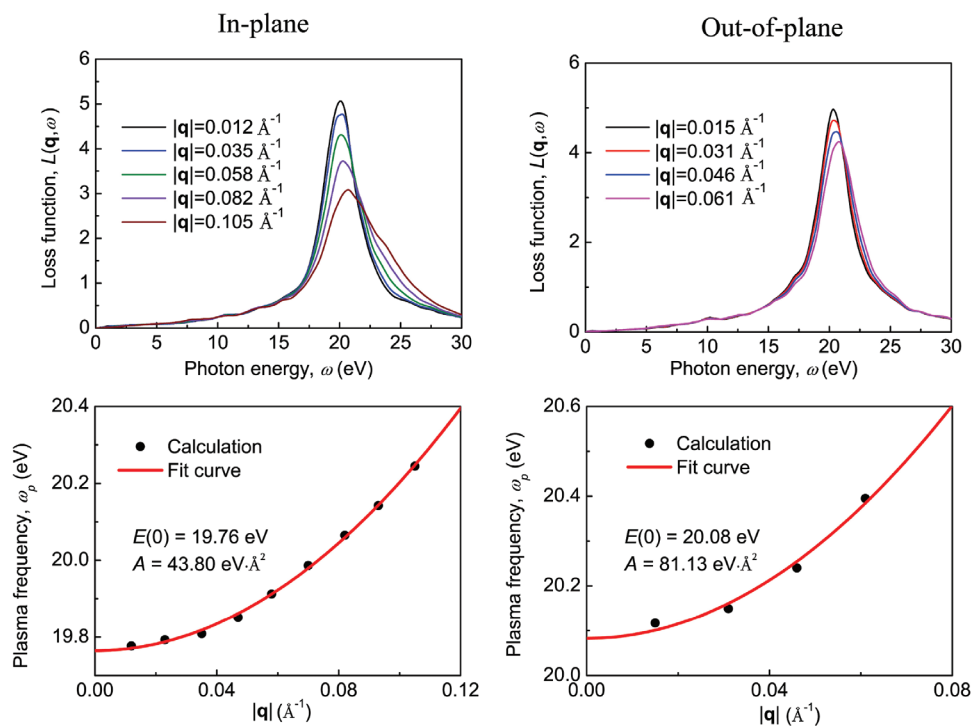 In-plane
Out-of-plane
6
5
4
3
2
1
0
Loss function, L(q,ω)
|q|=0.012 Å⁻¹
|q|=0.035 Å⁻¹
|q|=0.058 Å⁻¹
|q|=0.082 Å⁻¹
|q|=0.105 Å⁻¹
0 5 10 15 20 25 30
Photon energy, ω (eV)
6
4
2
0
Loss function, L(q,ω)
|q|=0.015 Å⁻¹
|q|=0.031 Å⁻¹
|q|=0.046 Å⁻¹
|q|=0.061 Å⁻¹
0 5 10 15 20 25 30
Photon energy, ω (eV)
20.4
20.2
20.0
19.8
Plasma frequency, ωp (eV)
Calculation
Fit curve
E(0) = 19.76 eV
A = 43.80 eV·Å²
0.00 0.04 0.08 0.12
|q| (Å⁻¹)
20.6
20.4
20.2
20.0
Plasma frequency, ωp (eV)
Calculation
Fit curve
E(0) = 20.08 eV
A = 81.13 eV·Å²
0.00 0.04 0.08
|q| (Å⁻¹)